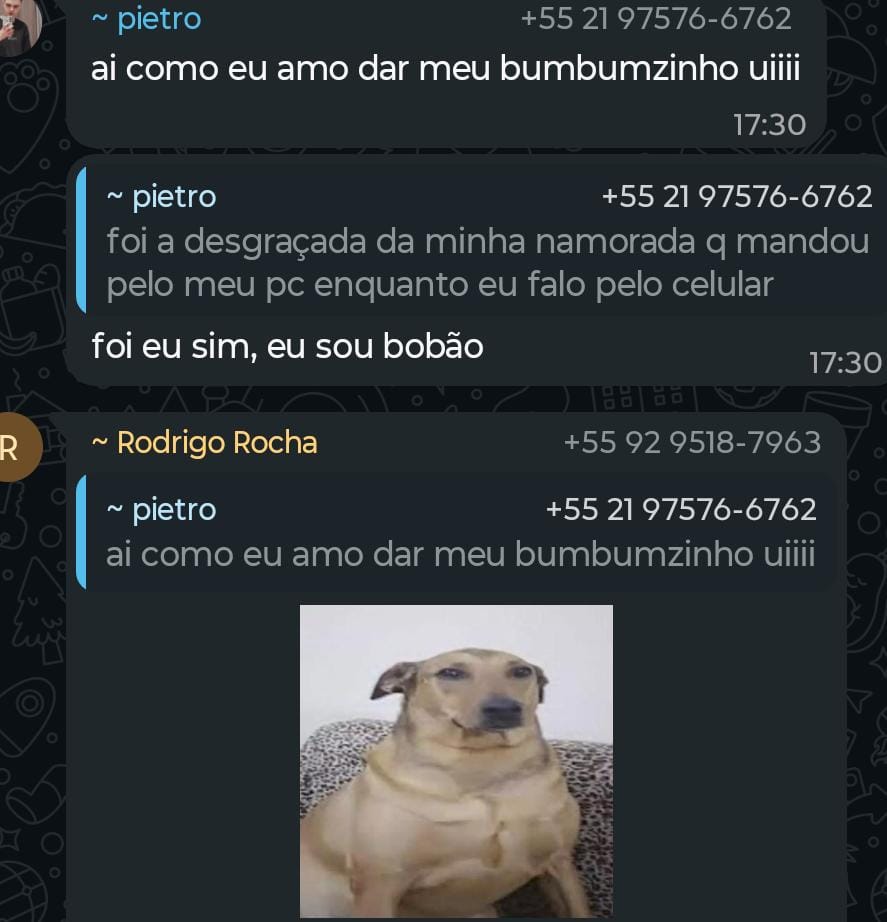 ~ pietro +55 21 97576-6762
ai como eu amo dar meu bumbumzinho uiiii
17:30
~ pietro +55 21 97576-6762
foi a desgraçada da minha namorada q mandou
pelo meu pc enquanto eu falo pelo celular
foi eu sim, eu sou bobão
17:30
R
~ Rodrigo Rocha +55 92 9518-7963
~ pietro +55 21 97576-6762
ai como eu amo dar meu bumbumzinho uiiii